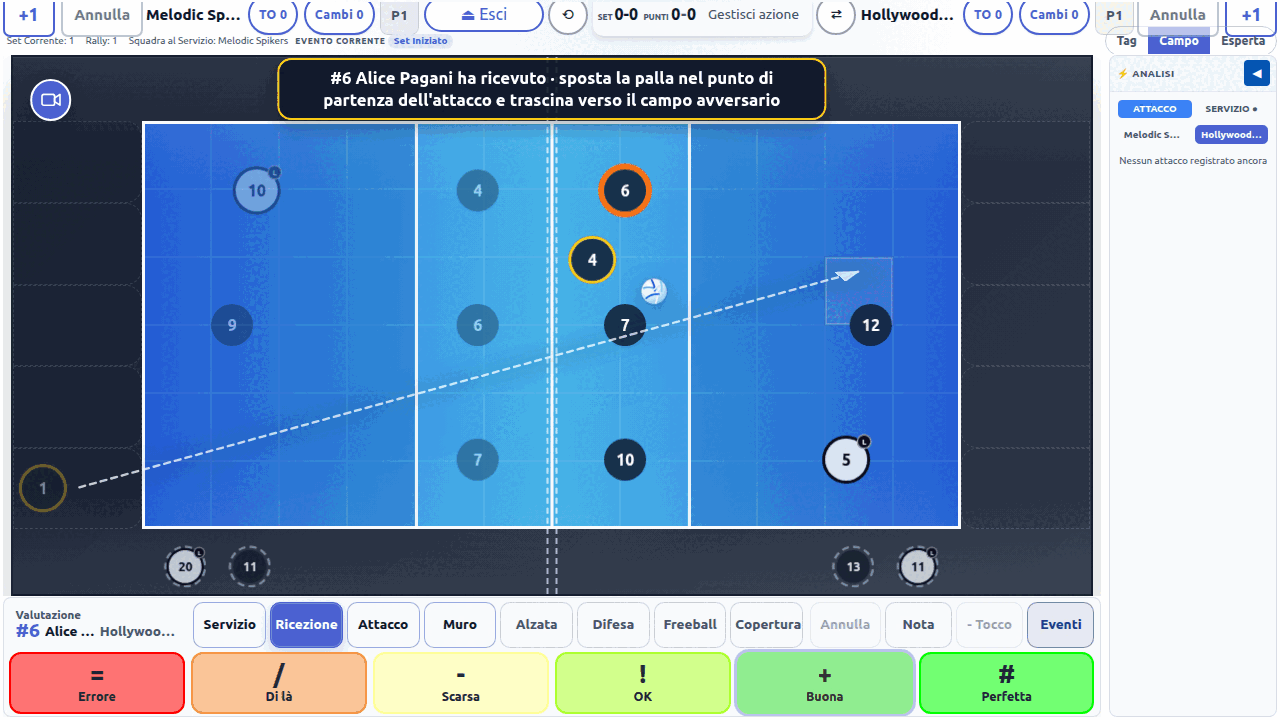 +1 Annulla Melodic Sp... TO 0 Cambi 0 P1 ⏏ Esci ⟲ SET 0-0 PUNTI 0-0 Gestisci azione ⇄ Hollywood... TO 0 Cambi 0 P1 Annulla +1
Set Corrente: 1 Rally: 1 Squadra al Servizio: Melodic Spikers EVENTO CORRENTE Set Iniziato
Tag Campo Esperta
#6 Alice Pagani ha ricevuto · sposta la palla nel punto di
partenza dell'attacco e trascina verso il campo avversario
⚡ ANALISI ◀
ATTACCO SERVIZIO ●
Melodic S... Hollywood...
Nessun attacco registrato ancora
10 L 4 6
4
9 6 7 12
7 10 5 L
1
20 L 11 13 11 L
Valutazione
#6 Alice ... Hollywoo...
Servizio Ricezione Attacco Muro Alzata Difesa Freeball Copertura Annulla Nota - Tocco Eventi
= / - ! + #
Errore Di là Scarsa OK Buona Perfetta